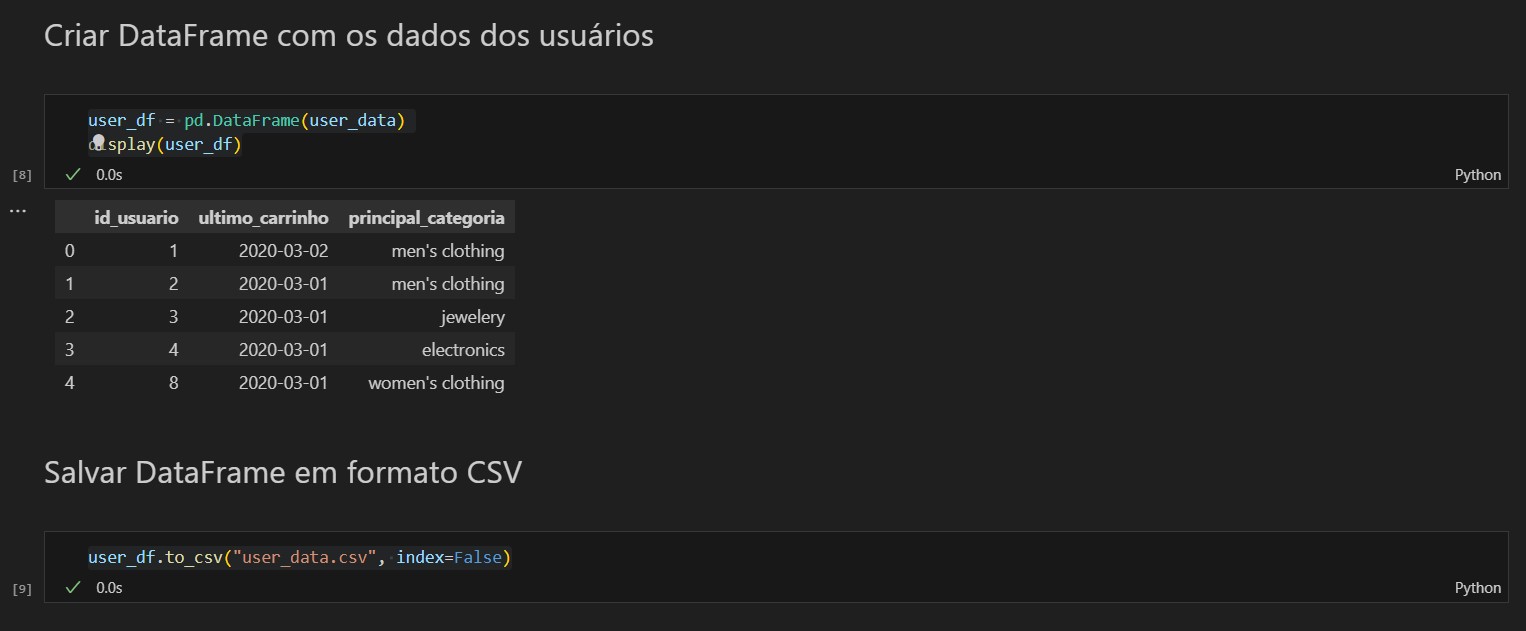 Criar DataFrame com os dados dos usuários
user_df = pd.DataFrame(user_data)
display(user_df)
[8] 0.0s Python
...
id_usuario ultimo_carrinho principal_categoria
0 1 2020-03-02 men's clothing
1 2 2020-03-01 men's clothing
2 3 2020-03-01 jewelery
3 4 2020-03-01 electronics
4 8 2020-03-01 women's clothing
Salvar DataFrame em formato CSV
user_df.to_csv("user_data.csv", index=False)
[9] 0.0s Python